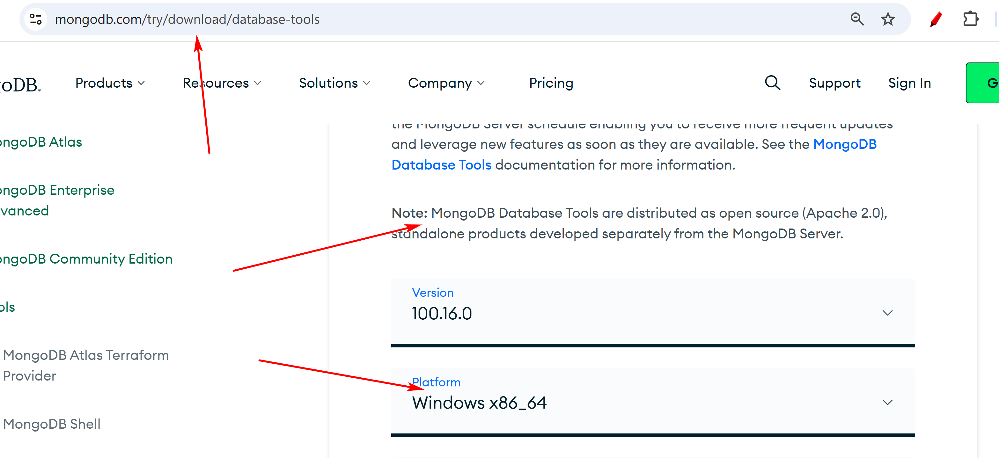 mongodb.com/try/download/database-tools
goDB®
Products
Resources
Solutions
Company
Pricing
Support
Sign In
G
ongoDB Atlas
ongoDB Enterprise
vanced
ongoDB Community Edition
ols
MongoDB Atlas Terraform
Provider
MongoDB Shell
the MongoDB Server schedule enabling you to receive more frequent updates
and leverage new features as soon as they are available. See the MongoDB
Database Tools documentation for more information.
Note: MongoDB Database Tools are distributed as open source (Apache 2.0),
standalone products developed separately from the MongoDB Server.
Version
100.16.0
Platform
Windows x86_64